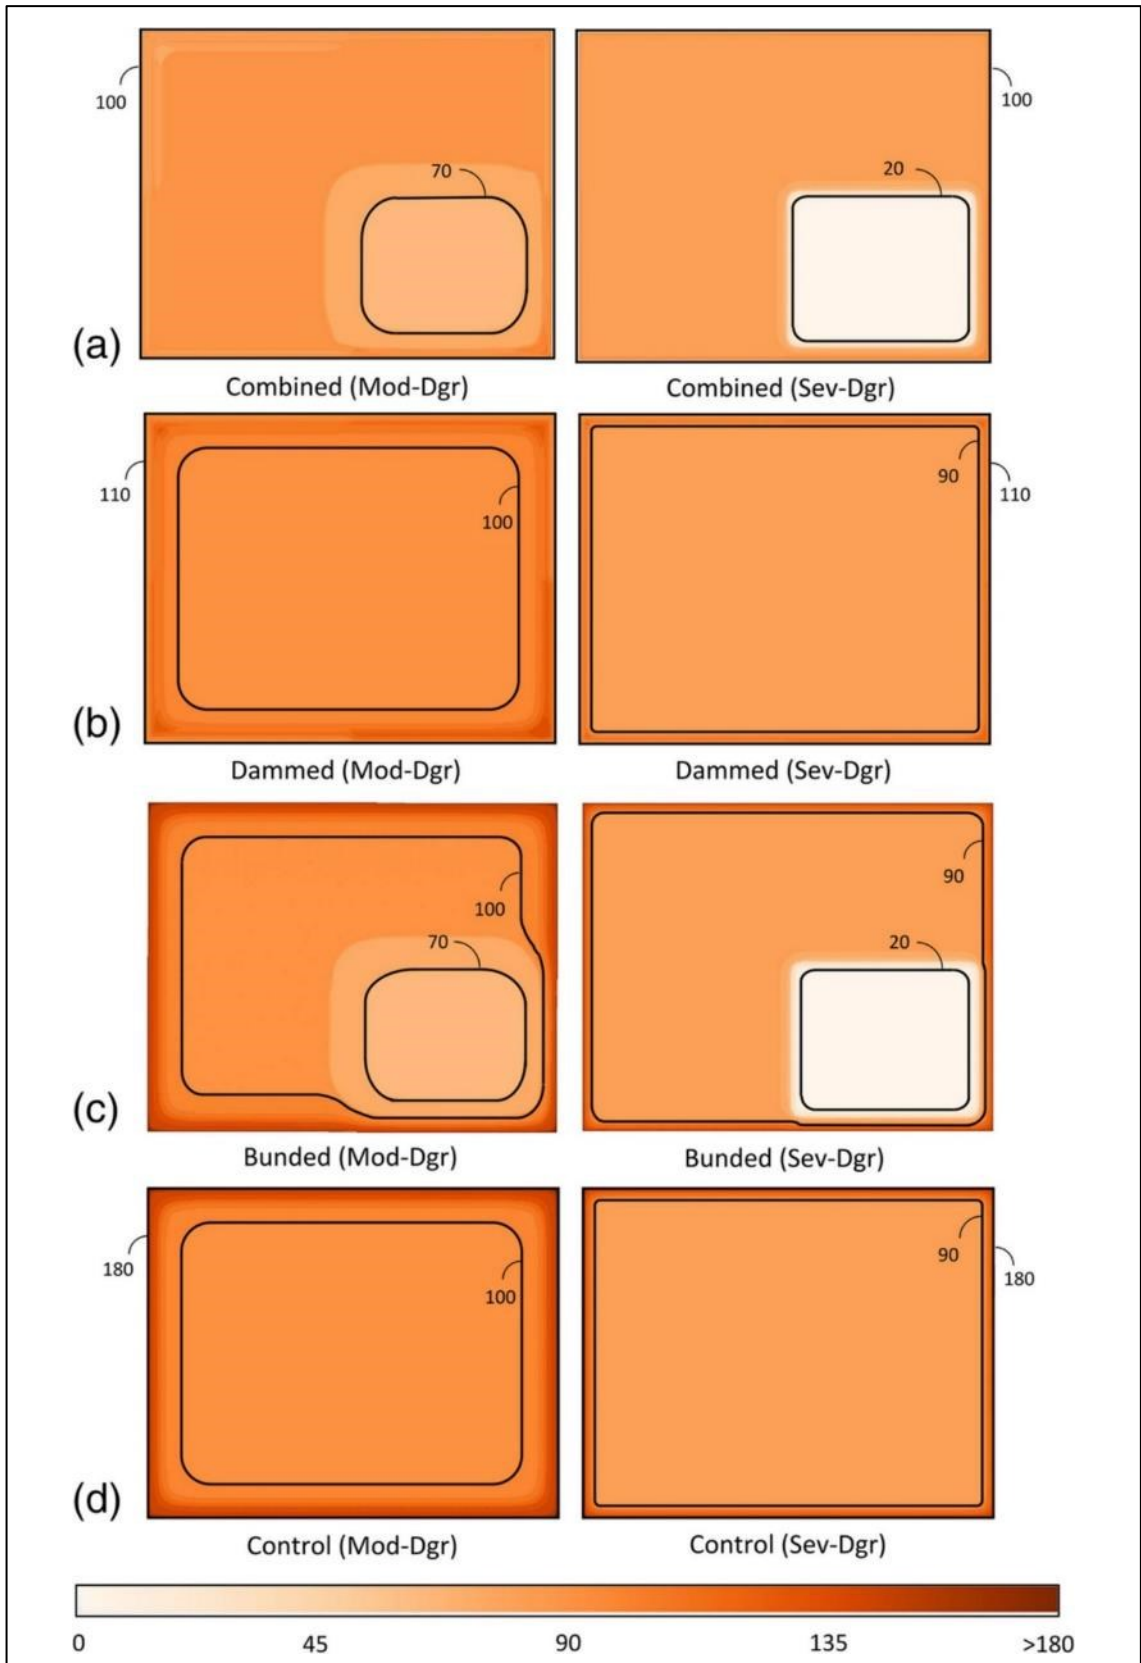 100
70
20
100
(a)
Combined (Mod-Dgr)
Combined (Sev-Dgr)
110
100
90
110
(b)
Dammed (Mod-Dgr)
Dammed (Sev-Dgr)
100
90
70
20
(c)
Bunded (Mod-Dgr)
Bunded (Sev-Dgr)
180
100
90
180
(d)
Control (Mod-Dgr)
Control (Sev-Dgr)
0 45 90 135 >180